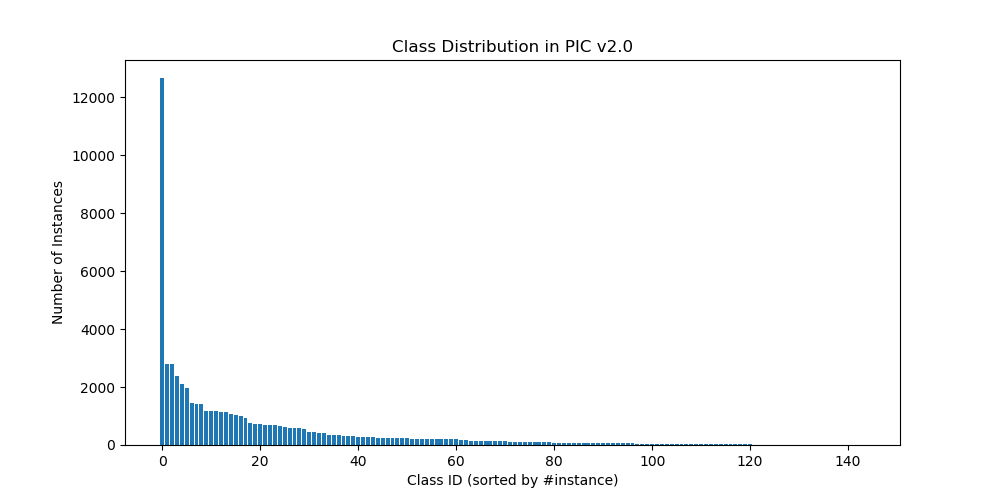 Class Distribution in PIC v2.0
Number of Instances
12000
10000
8000
6000
4000
2000
0
0 20 40 60 80 100 120 140
Class ID (sorted by #instance)